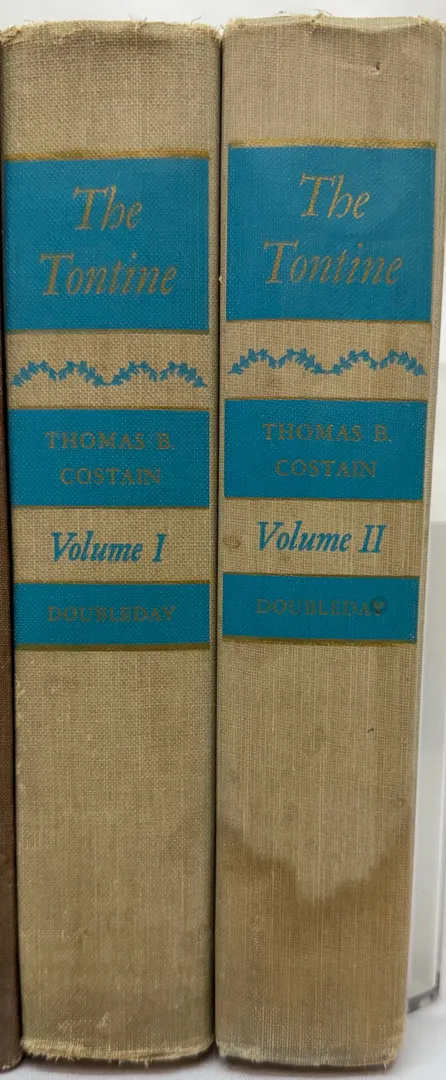 The
Tontine
THOMAS B.
COSTAIN
Volume I
DOUBLEDAY
The
Tontine
THOMAS B.
COSTAIN
Volume II
DOUBLEDAY